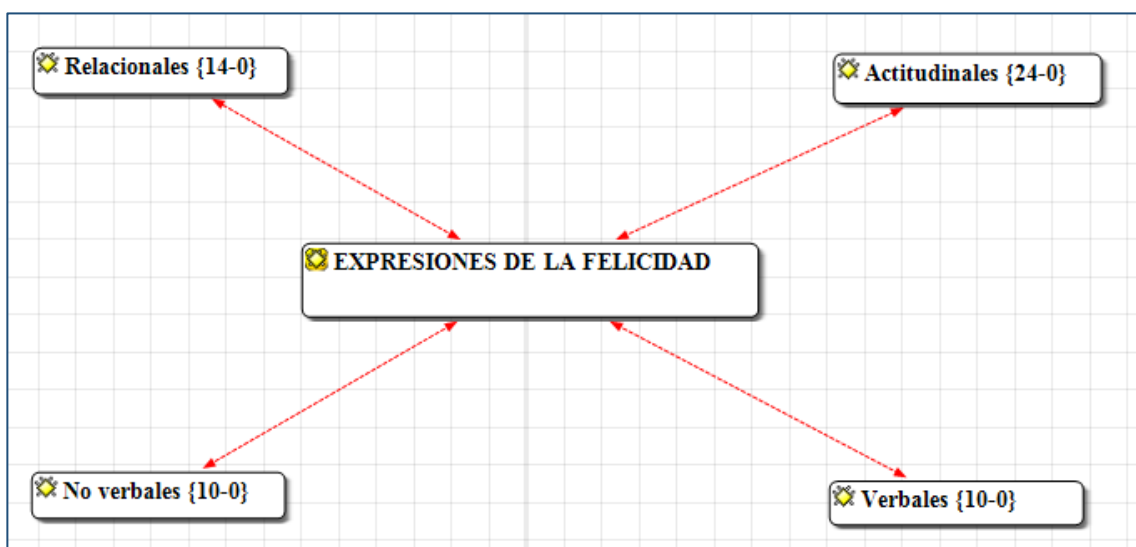 Relacionales {14-0}
Actitudinales {24-0}
EXPRESIONES DE LA FELICIDAD
No verbales {10-0}
Verbales {10-0}